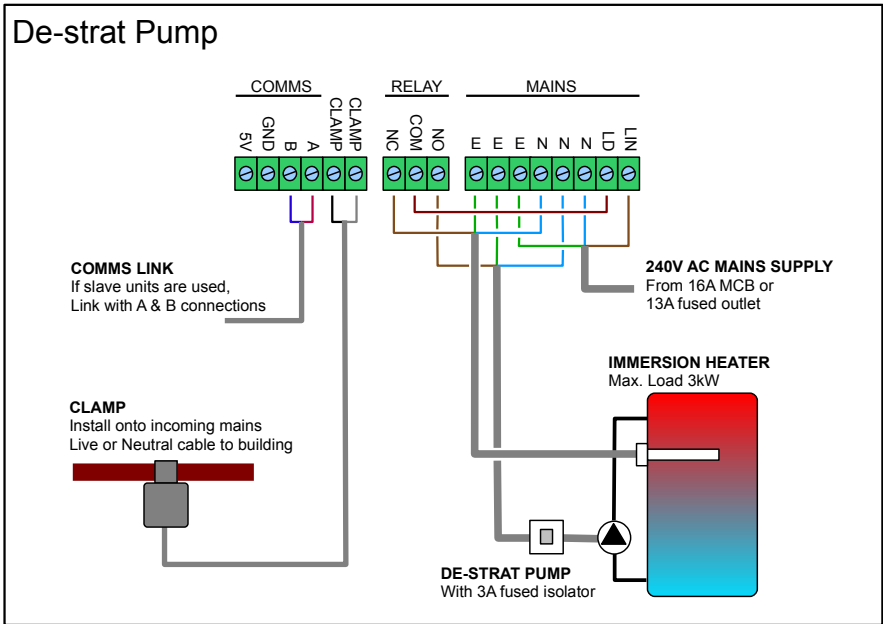 De-strat Pump
COMMS
RELAY
MAINS
5V
GND
B
A
CLAMP
CLAMP
NC
COM
NO
E
E
E
N
N
N
LD
LIN
COMMS LINK
If slave units are used,
Link with A & B connections
240V AC MAINS SUPPLY
From 16A MCB or
13A fused outlet
IMMERSION HEATER
Max. Load 3kW
CLAMP
Install onto incoming mains
Live or Neutral cable to building
DE-STRAT PUMP
With 3A fused isolator